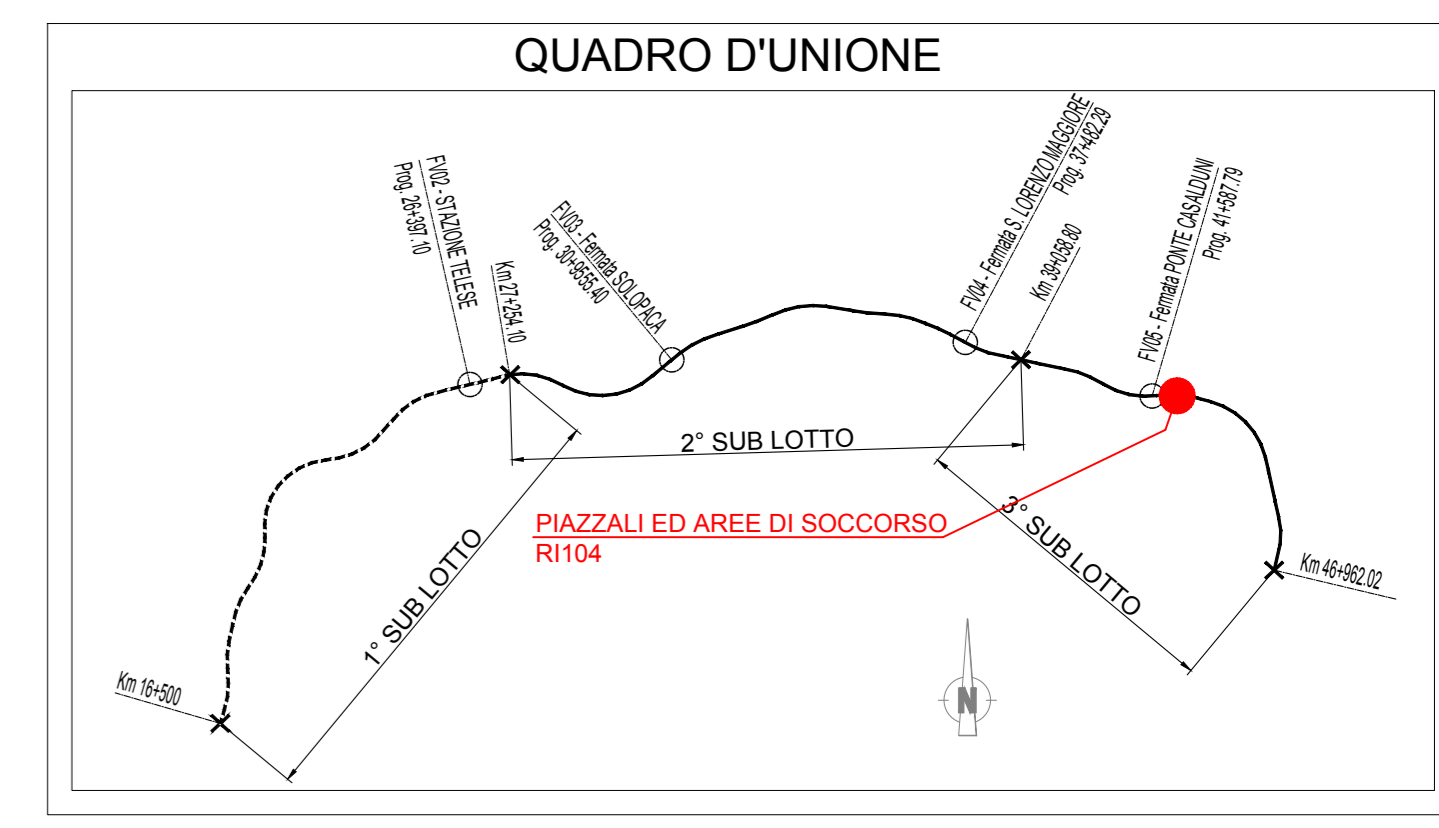 QUADRO D'UNIONE
FV02 - STAZIONE TELESE
Prog. 26+397.10
Km 27+254.10
FV03 - Fermata SOLOPACA
Prog. 30+9555.40
FV04 - Fermata S. LORENZO MAGGIORE
Prog. 37+482.29
Km 39+058.80
FV05 - Fermata PONTE CASALDUNI
Prog. 41+587.79
2° SUB LOTTO
PIAZZALI ED AREE DI SOCCORSO
RI104
1° SUB LOTTO
3° SUB LOTTO
Km 46+962.02
Km 16+500
N